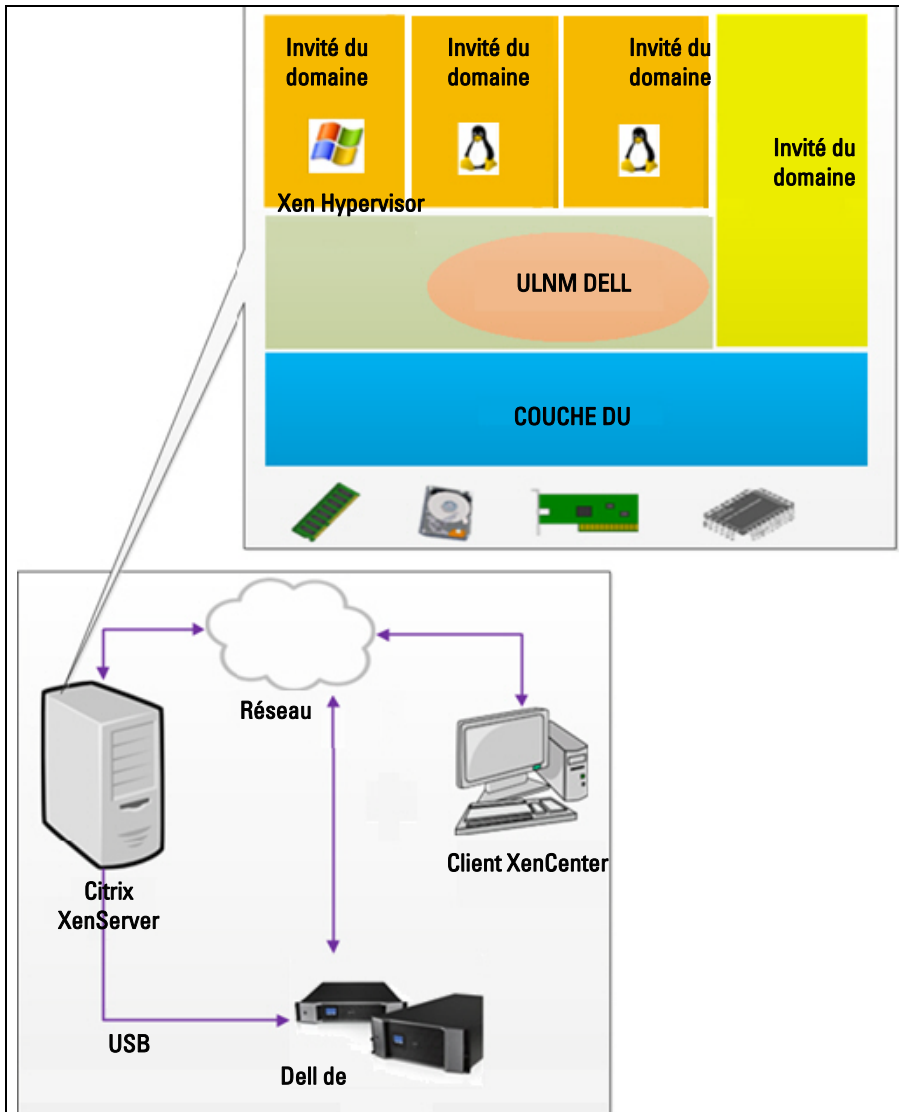 Invité du
domaine
Invité du
domaine
Invité du
domaine
Invité du
domaine
Xen Hypervisor
ULNM DELL
COUCHE DU
Réseau
Client XenCenter
Citrix
XenServer
USB
Dell de